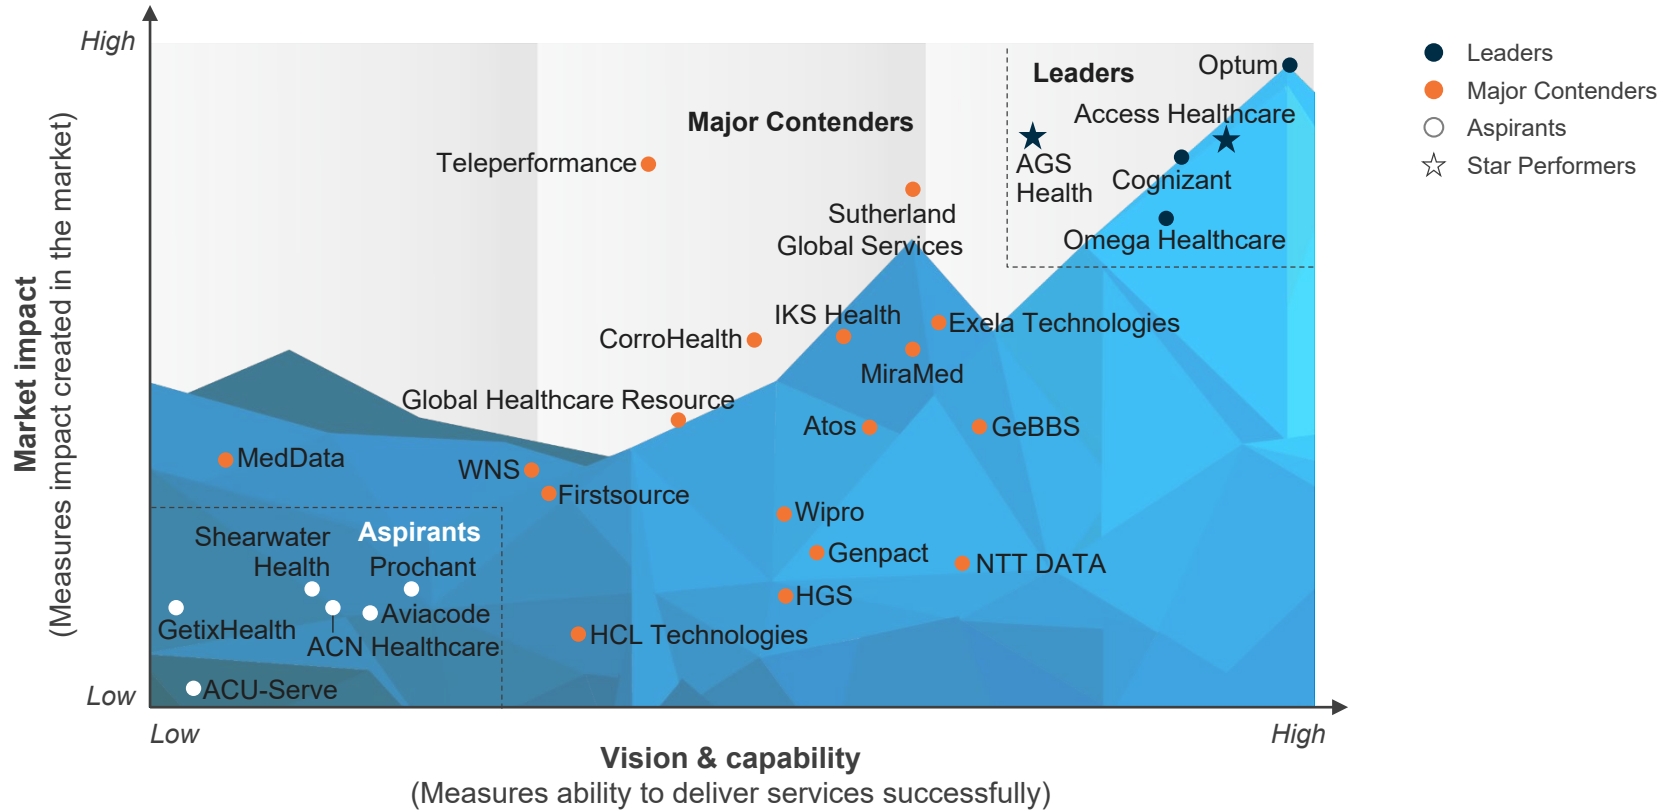 High
Market impact
(Measures impact created in the market)
Low
Low
High
Vision & capability
(Measures ability to deliver services successfully)
Major Contenders
Leaders
Optum
Access Healthcare
AGS
Health
Cognizant
Omega Healthcare
Teleperformance
Sutherland
Global Services
IKS Health
Exela Technologies
CorroHealth
MiraMed
Global Healthcare Resource
Atos
GeBBS
MedData
WNS
Firstsource
Wipro
Genpact
NTT DATA
HGS
HCL Technologies
Aspirants
Shearwater
Health
Prochant
GetixHealth
Aviacode
ACN Healthcare
ACU-Serve
Leaders
Major Contenders
Aspirants
Star Performers